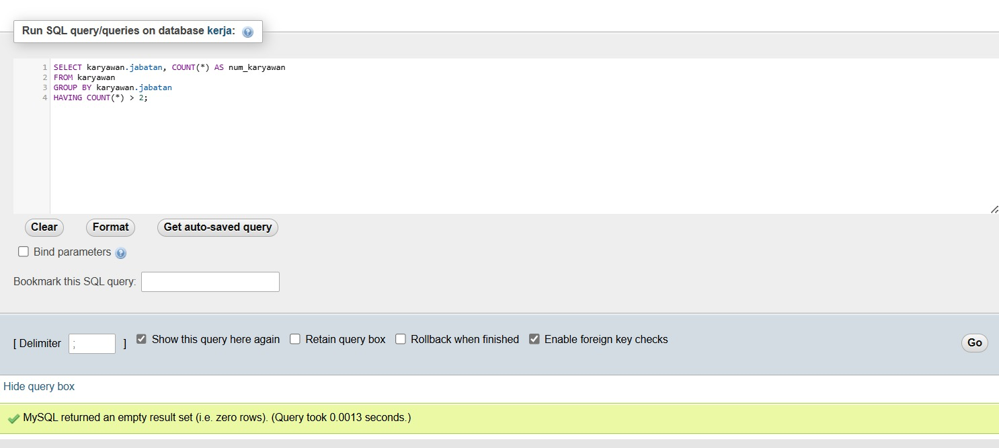 Run SQL query/queries on database kerja:
1 SELECT karyawan.jabatan, COUNT(*) AS num_karyawan
2 FROM karyawan
3 GROUP BY karyawan.jabatan
4 HAVING COUNT(*) > 2;
Clear Format Get auto-saved query
Bind parameters
Bookmark this SQL query:
[ Delimiter ; ] Show this query here again Retain query box Rollback when finished Enable foreign key checks Go
Hide query box
MySQL returned an empty result set (i.e. zero rows). (Query took 0.0013 seconds.)